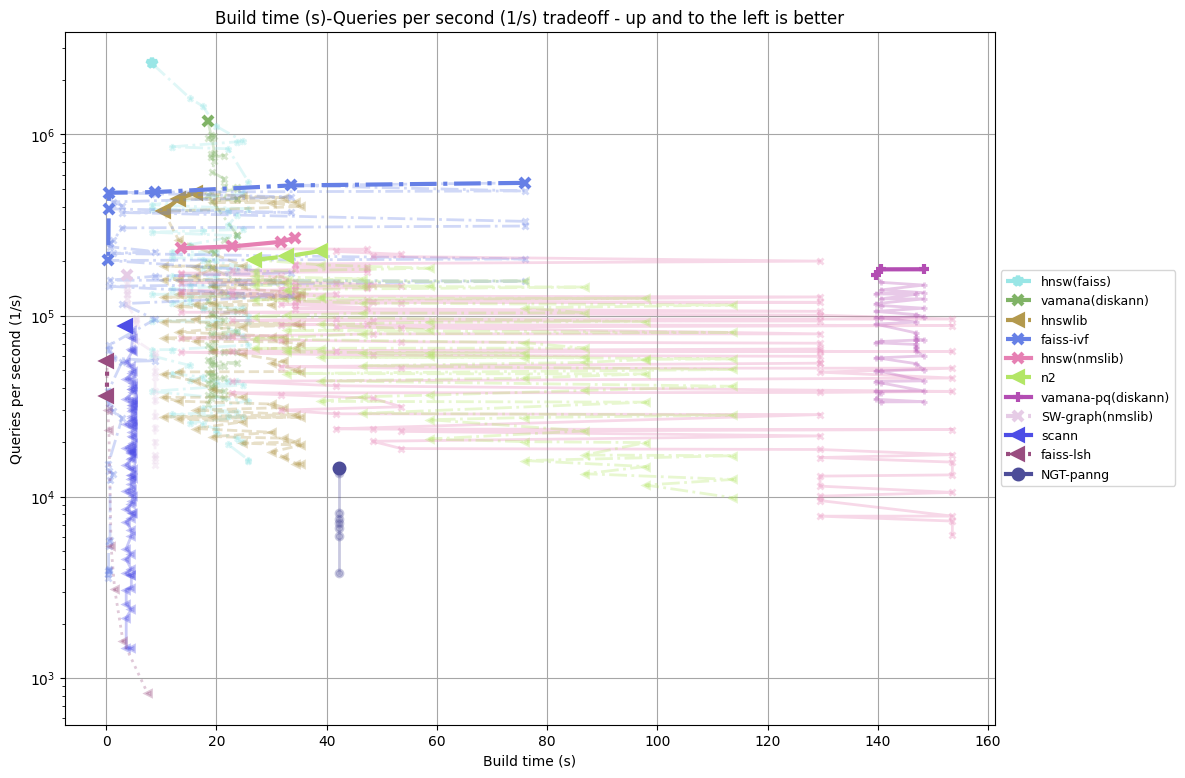 Build time (s)-Queries per second (1/s) tradeoff - up and to the left is better
Queries per second (1/s)
10^6
10^5
10^4
10^3
0 20 40 60 80 100 120 140 160
Build time (s)
hnsw(faiss)
vamana(diskann)
hnswlib
faiss-ivf
hnsw(nmslib)
n2
vamana-pq(diskann)
SW-graph(nmslib)
scann
faiss-lsh
NGT-panng